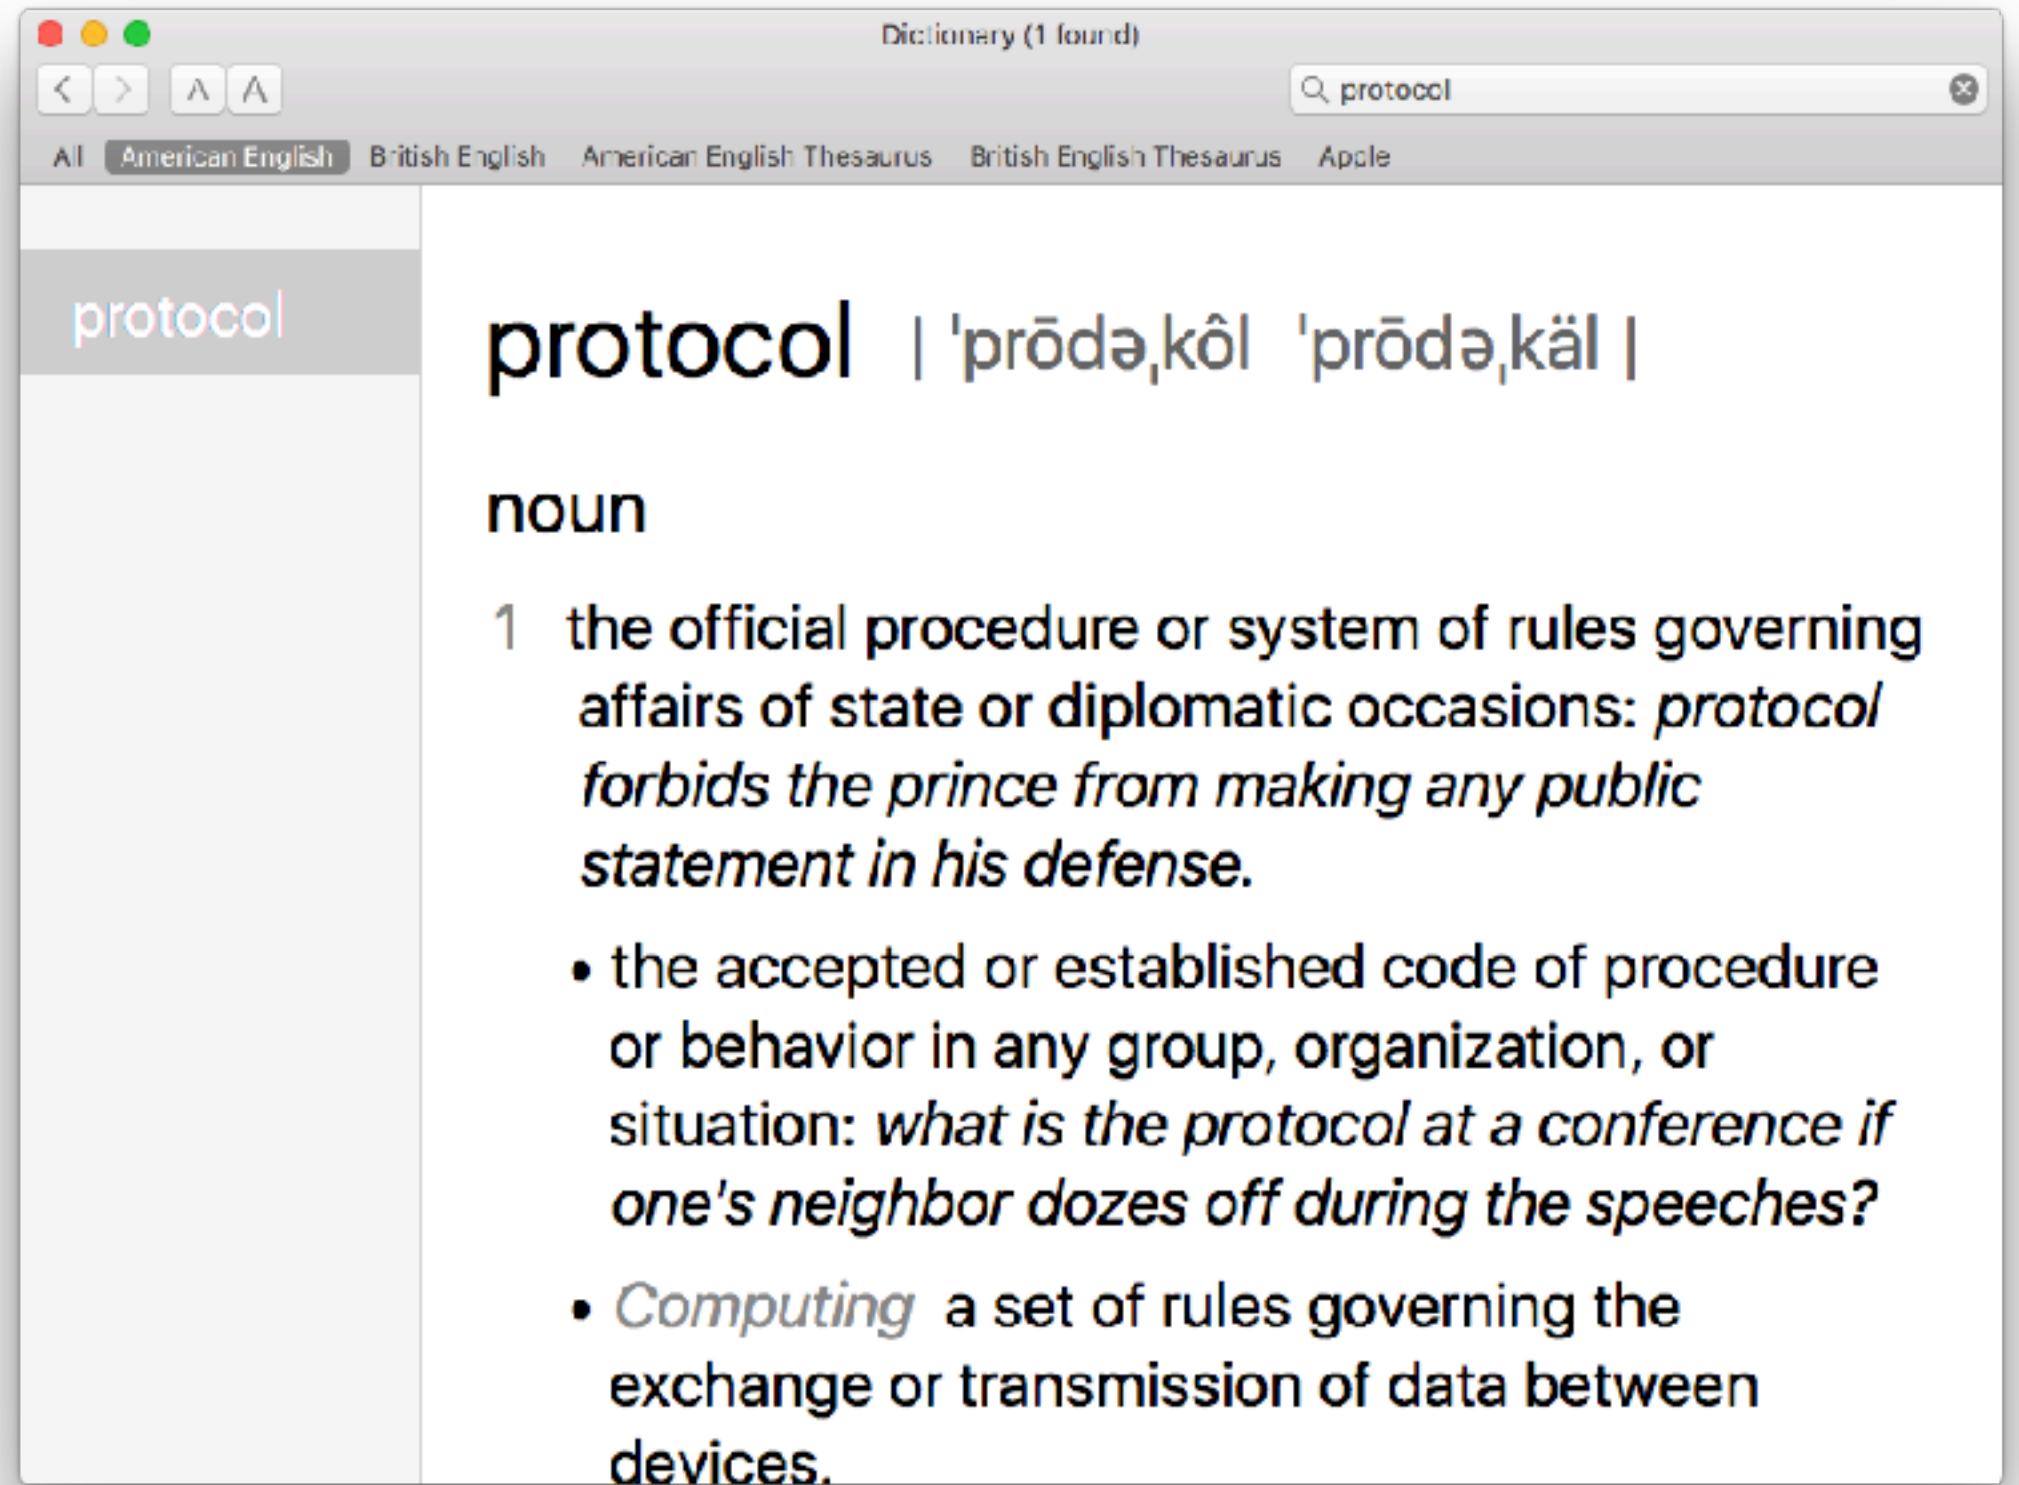 Dictionary (1 found)
A A
protocol
All American English British English American English Thesaurus British English Thesaurus Apple
protocol
protocol | ˈprōdəˌkôl ˈprōdəˌkäl |
noun
1 the official procedure or system of rules governing
affairs of state or diplomatic occasions: protocol
forbids the prince from making any public
statement in his defense.
• the accepted or established code of procedure
or behavior in any group, organization, or
situation: what is the protocol at a conference if
one's neighbor dozes off during the speeches?
• Computing a set of rules governing the
exchange or transmission of data between
devices.